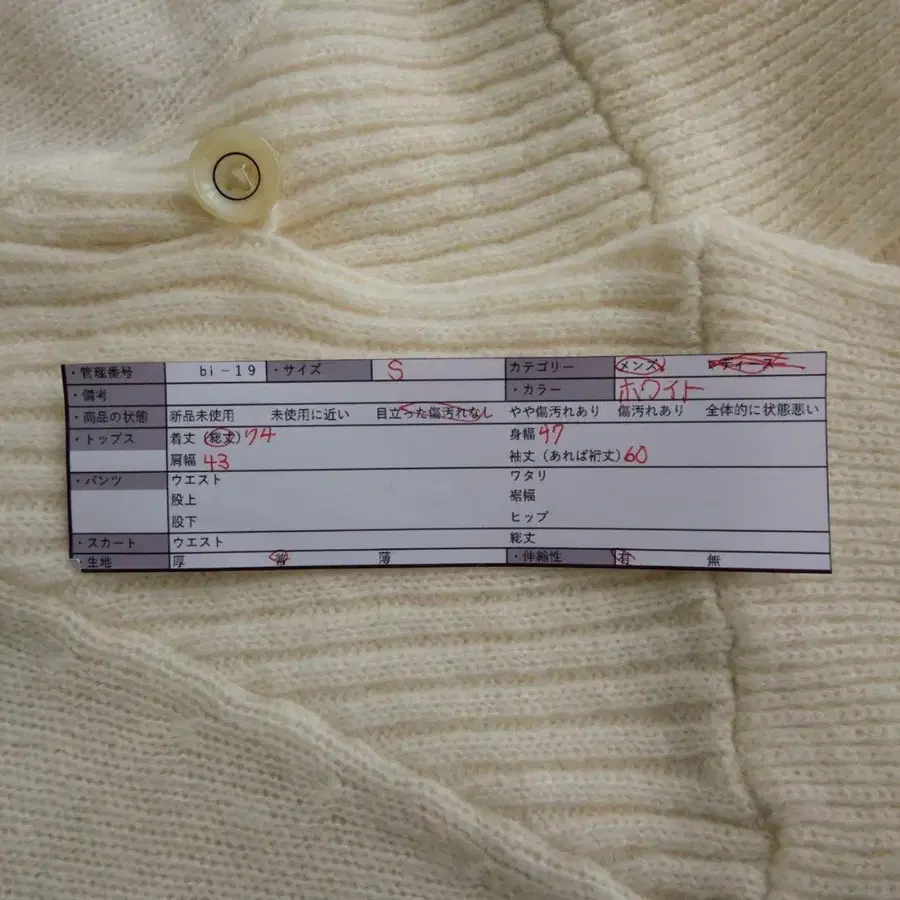 ・管理番号 bi-19 ・サイズ S カテゴリー メンズ
・備考 ・カラー ホワイト
・商品の状態 新品未使用 未使用に近い 目立った傷汚れなし やや傷汚れあり 傷汚れあり 全体的に状態悪い
・トップス 着丈(総丈)74 身幅 47
肩幅 43 袖丈(あれば裄丈)60
・パンツ ウエスト ワタリ
股上 裾幅
股下 ヒップ
・スカート ウエスト 総丈
・生地 厚 普 薄 ・伸縮性 有 無